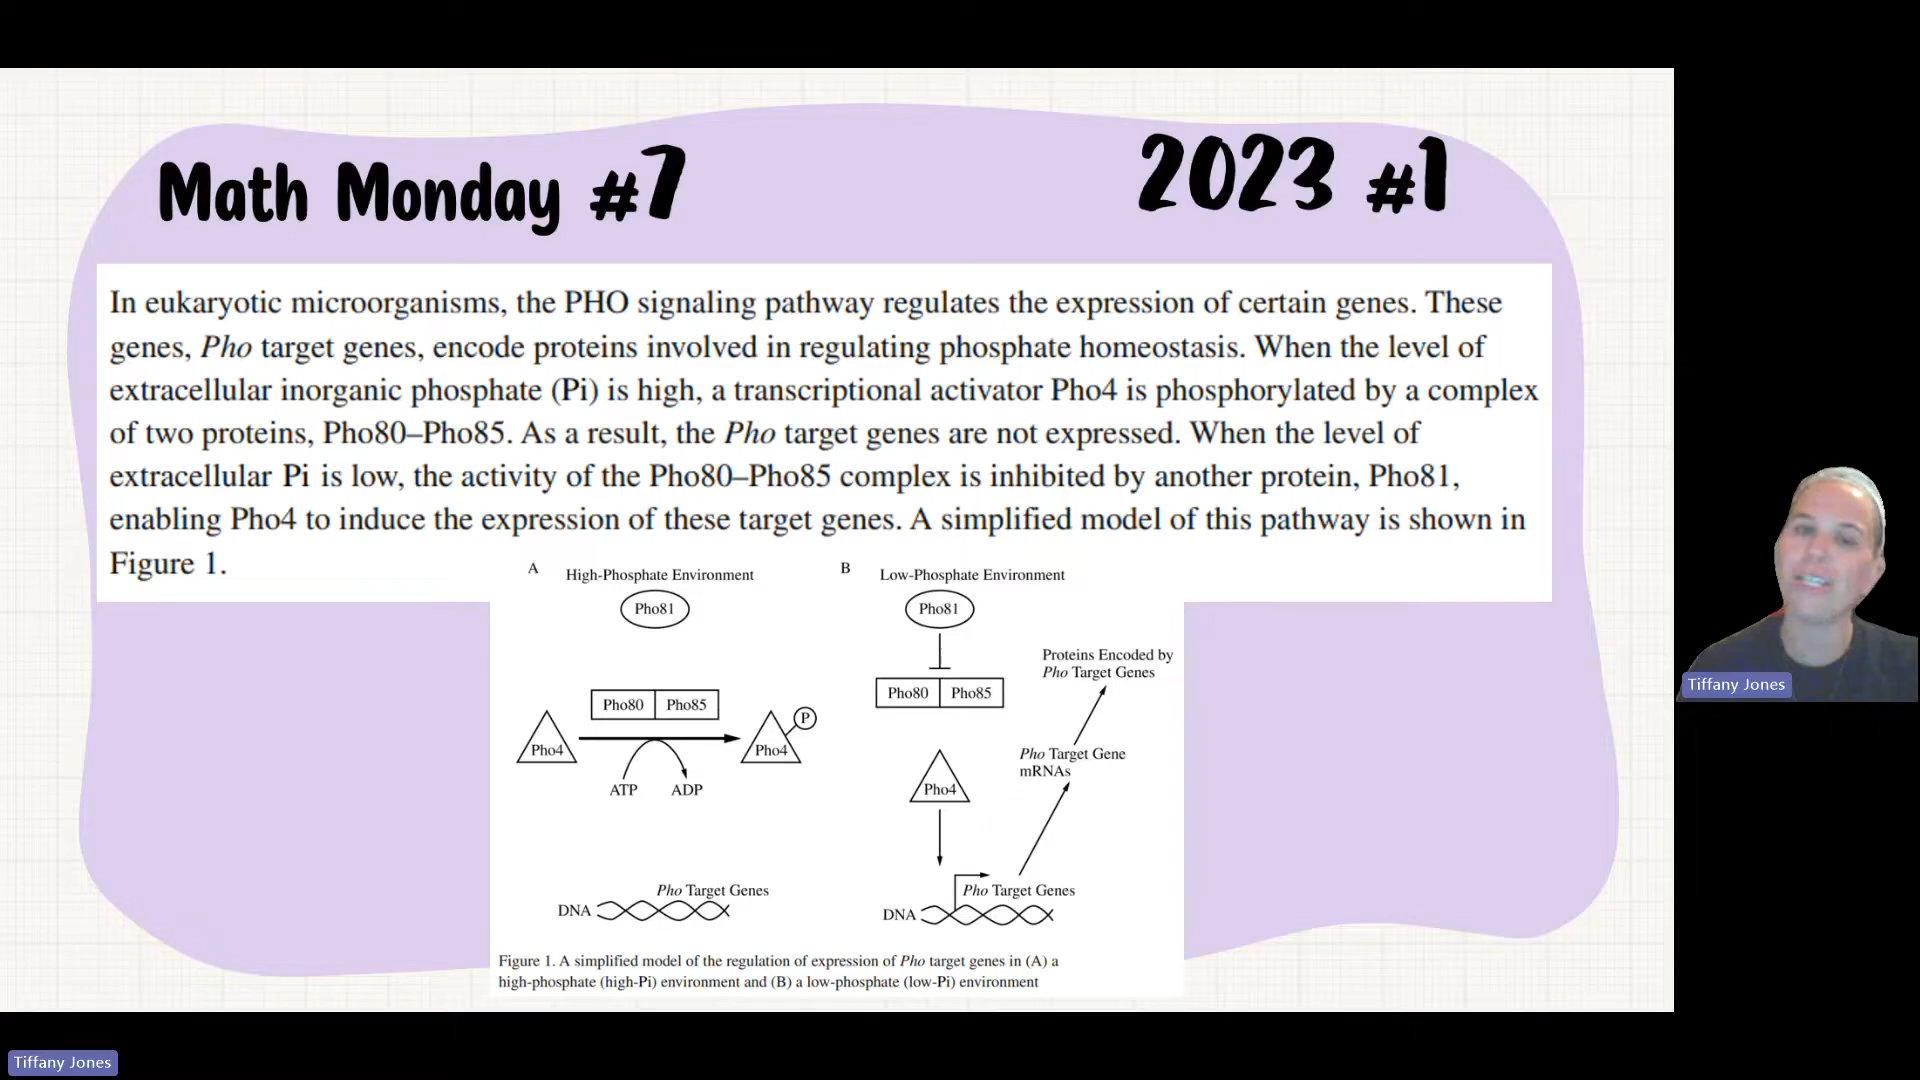 Math Monday #7
2023 #1
In eukaryotic microorganisms, the PHO signaling pathway regulates the expression of certain genes. These
genes, Pho target genes, encode proteins involved in regulating phosphate homeostasis. When the level of
extracellular inorganic phosphate (Pi) is high, a transcriptional activator Pho4 is phosphorylated by a complex
of two proteins, Pho80–Pho85. As a result, the Pho target genes are not expressed. When the level of
extracellular Pi is low, the activity of the Pho80–Pho85 complex is inhibited by another protein, Pho81,
enabling Pho4 to induce the expression of these target genes. A simplified model of this pathway is shown in
Figure 1.
A
High-Phosphate Environment
Pho81
Pho80 Pho85
Pho4
Pho4
P
ATP
ADP
Pho Target Genes
DNA
B
Low-Phosphate Environment
Pho81
Pho80 Pho85
Proteins Encoded by
Pho Target Genes
Pho Target Gene
mRNAs
Pho4
Pho Target Genes
DNA
Figure 1. A simplified model of the regulation of expression of Pho target genes in (A) a
high-phosphate (high-Pi) environment and (B) a low-phosphate (low-Pi) environment
Tiffany Jones
Tiffany Jones